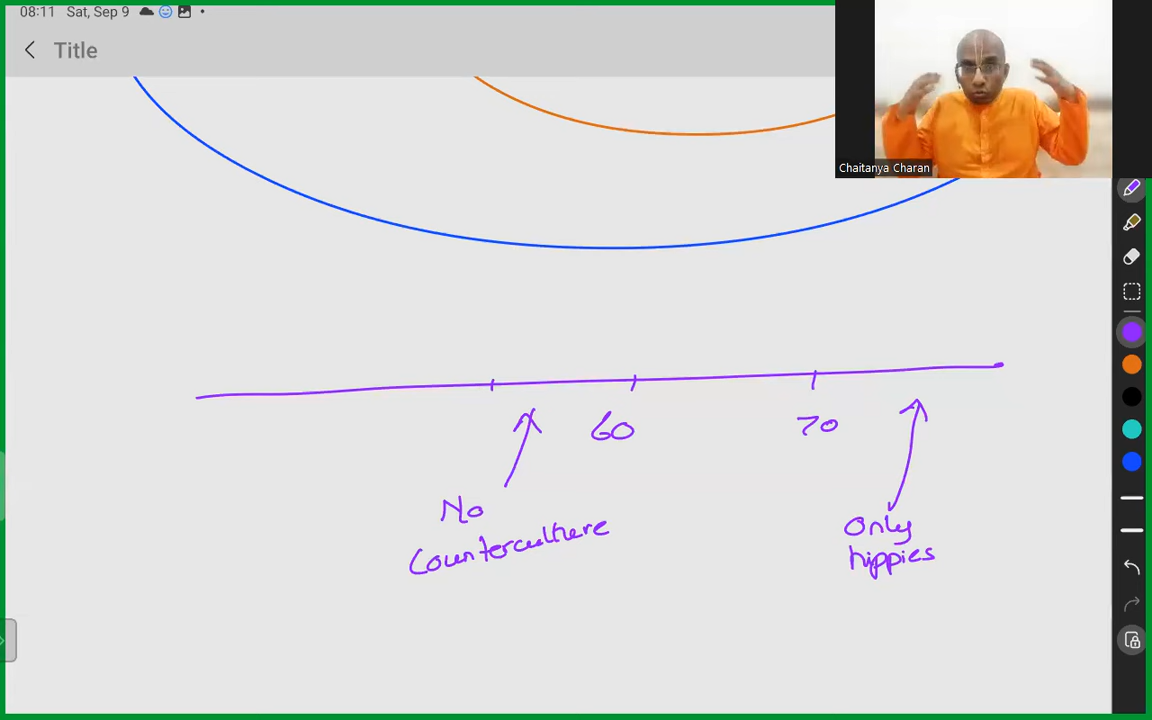 08:11 Sat, Sep 9
Title
Chaitanya Charan
60
70
No
Counterculture
Only
hippies